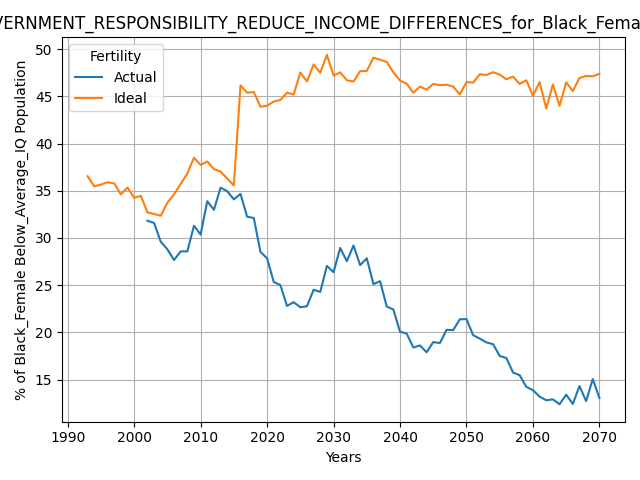 VERNMENT_RESPONSIBILITY_REDUCE_INCOME_DIFFERENCES_for_Black_Fema
Fertility
Actual
Ideal
% of Black_Female Below_Average_IQ Population
50
45
40
35
30
25
20
15
1990 2000 2010 2020 2030 2040 2050 2060 2070
Years